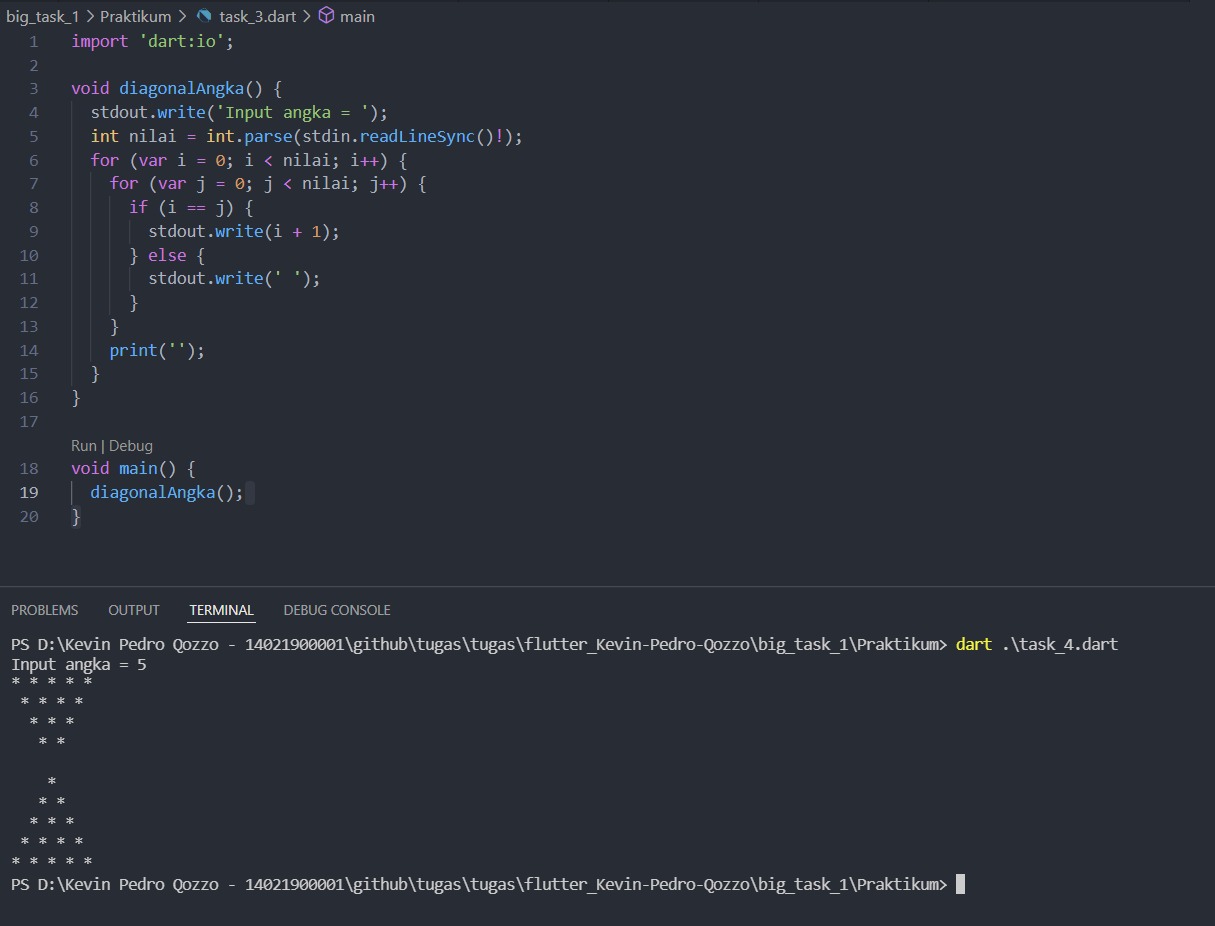 big_task_1 > Praktikum > task_3.dart > main
1 import 'dart:io';
2
3 void diagonalAngka() {
4   stdout.write('Input angka = ');
5   int nilai = int.parse(stdin.readLineSync()!);
6   for (var i = 0; i < nilai; i++) {
7     for (var j = 0; j < nilai; j++) {
8       if (i == j) {
9         stdout.write(i + 1);
10       } else {
11         stdout.write(' ');
12       }
13     }
14     print('');
15   }
16 }
17
Run | Debug
18 void main() {
19   diagonalAngka();
20 }
PROBLEMS OUTPUT TERMINAL DEBUG CONSOLE
PS D:\Kevin Pedro Qozzo - 14021900001\github\tugas\tugas\flutter_Kevin-Pedro-Qozzo\big_task_1\Praktikum> dart .\task_4.dart
Input angka = 5
* * * * *
 * * * *
  * * *
   * *

    *
   * *
  * * *
 * * * *
* * * * *
PS D:\Kevin Pedro Qozzo - 14021900001\github\tugas\tugas\flutter_Kevin-Pedro-Qozzo\big_task_1\Praktikum>